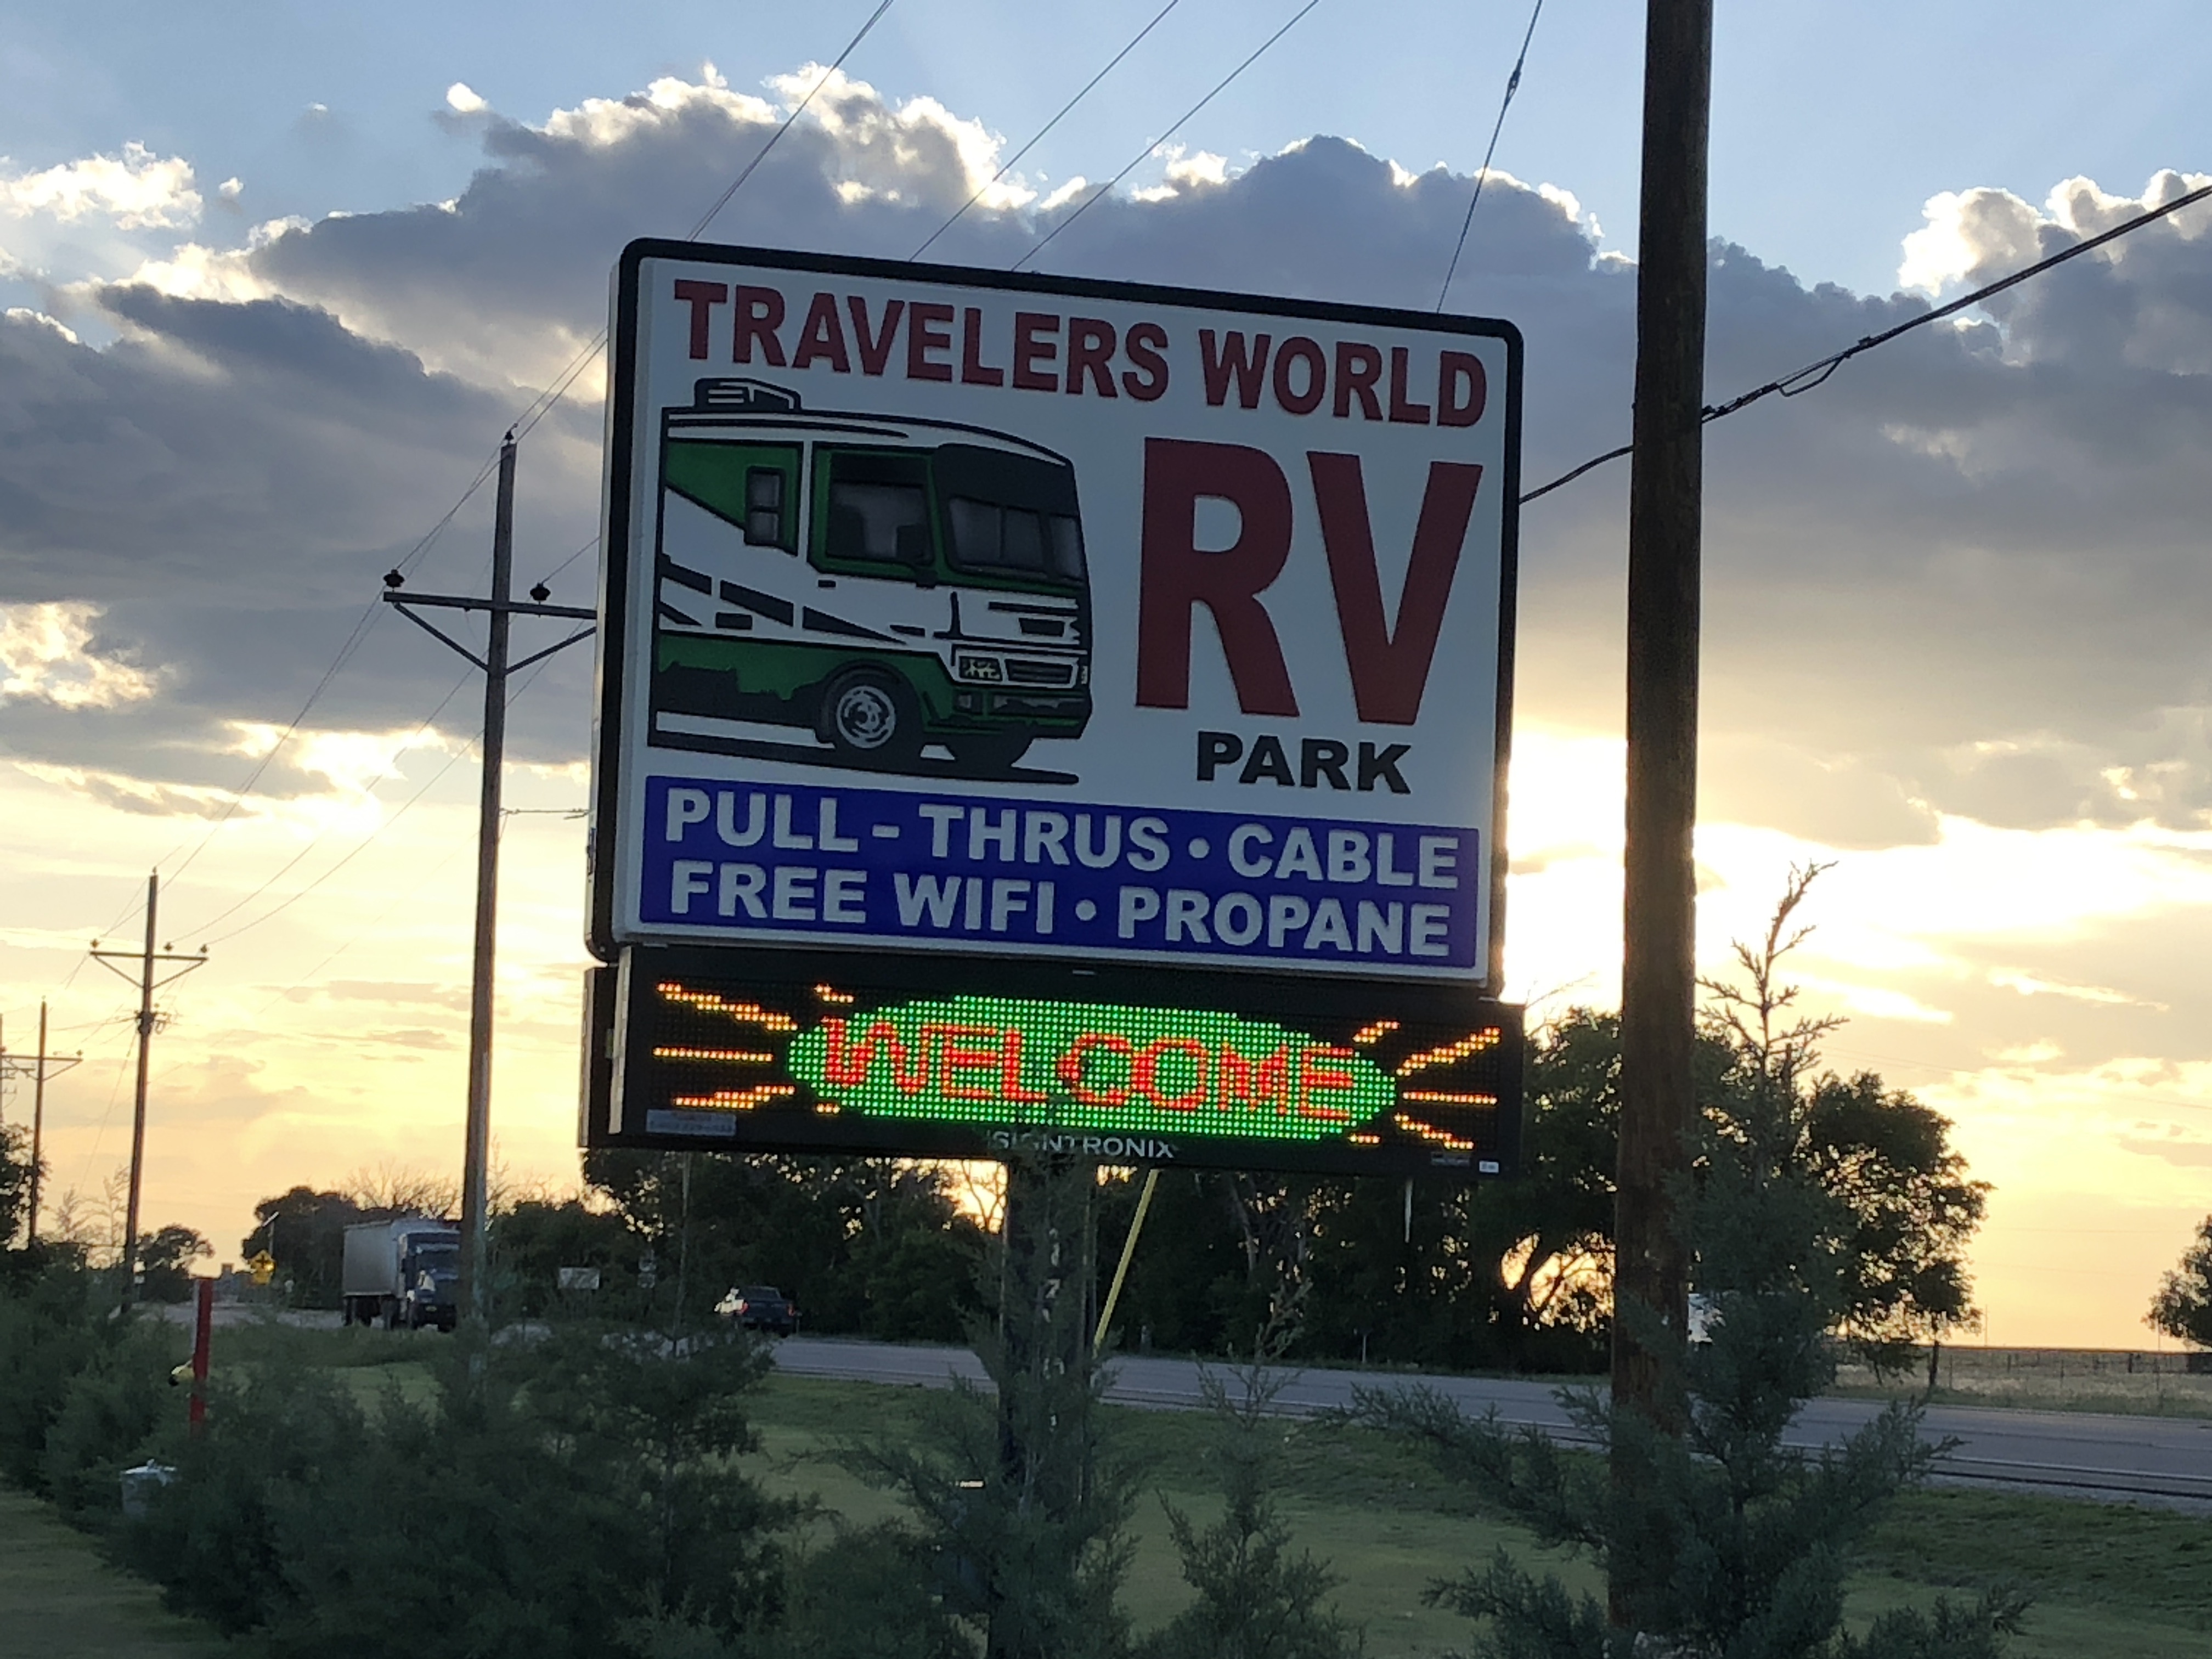 TRAVELERS WORLD
RV
PARK
PULL-THRUS • CABLE
FREE WIFI • PROPANE
WELCOME
SIGNTRONIX